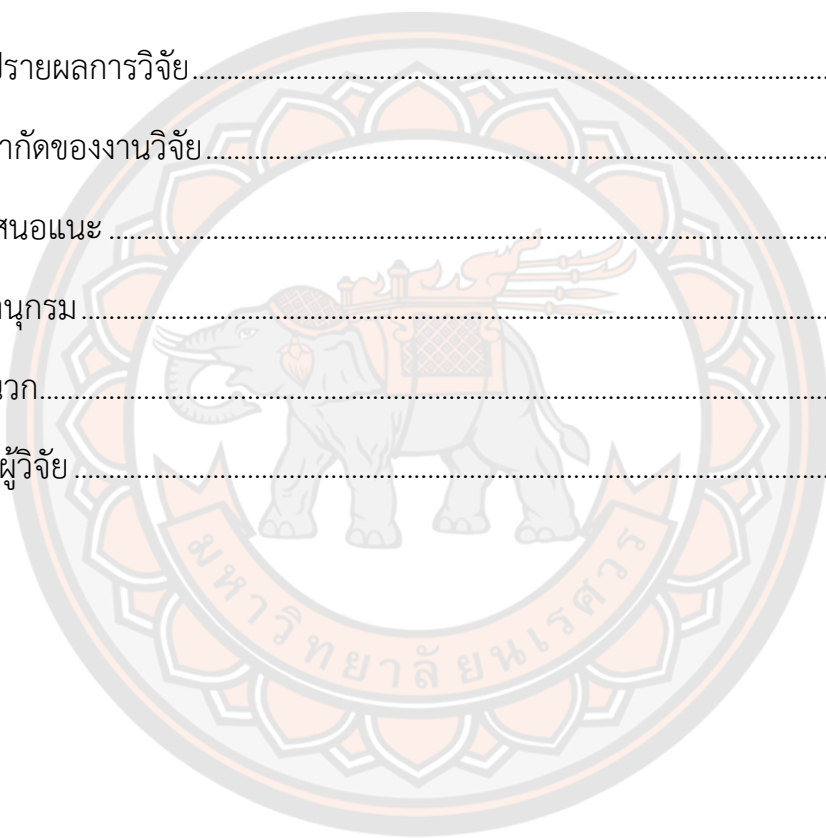 ปรายผลการวิจัย
ำกัดของงานวิจัย
สนอแนะ
านุกรม
นวก
ผู้วิจัย
มหาวิทยาลัยนเรศวร